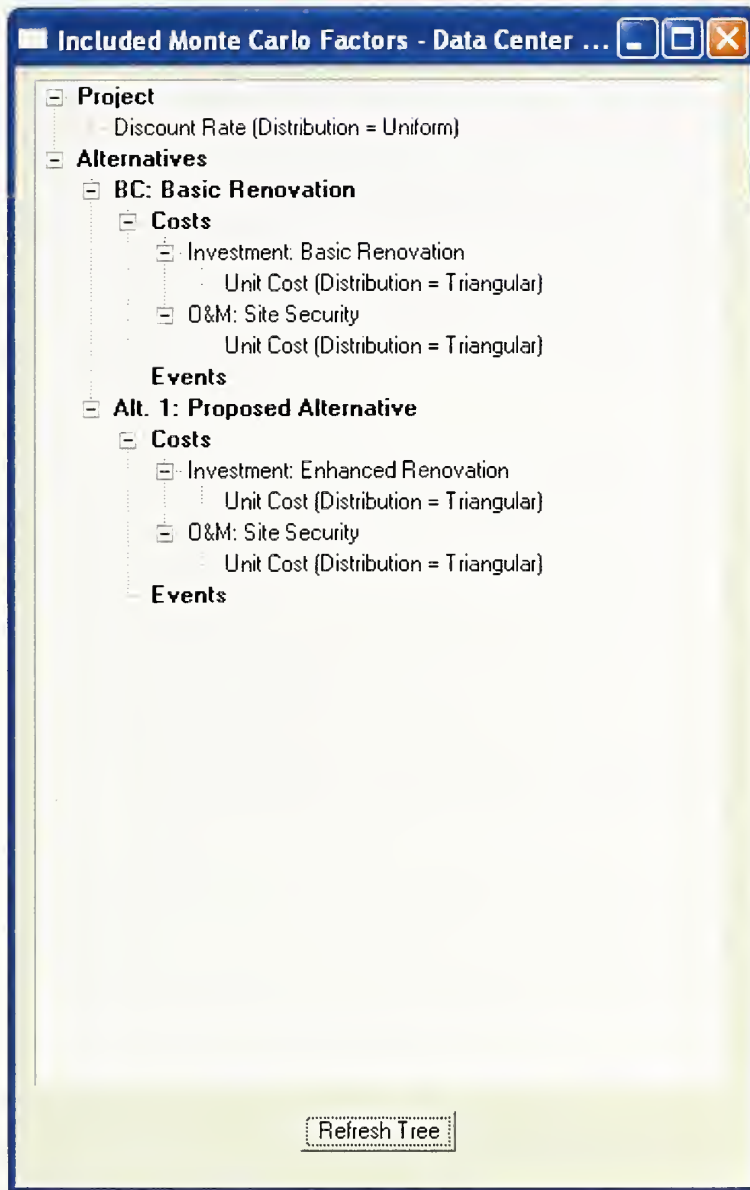 Included Monte Carlo Factors - Data Center ...
Project
Discount Rate (Distribution = Uniform)
Alternatives
BC: Basic Renovation
Costs
Investment: Basic Renovation
Unit Cost (Distribution = Triangular)
O&M: Site Security
Unit Cost (Distribution = Triangular)
Events
Alt. 1: Proposed Alternative
Costs
Investment: Enhanced Renovation
Unit Cost (Distribution = Triangular)
O&M: Site Security
Unit Cost (Distribution = Triangular)
Events
Refresh Tree